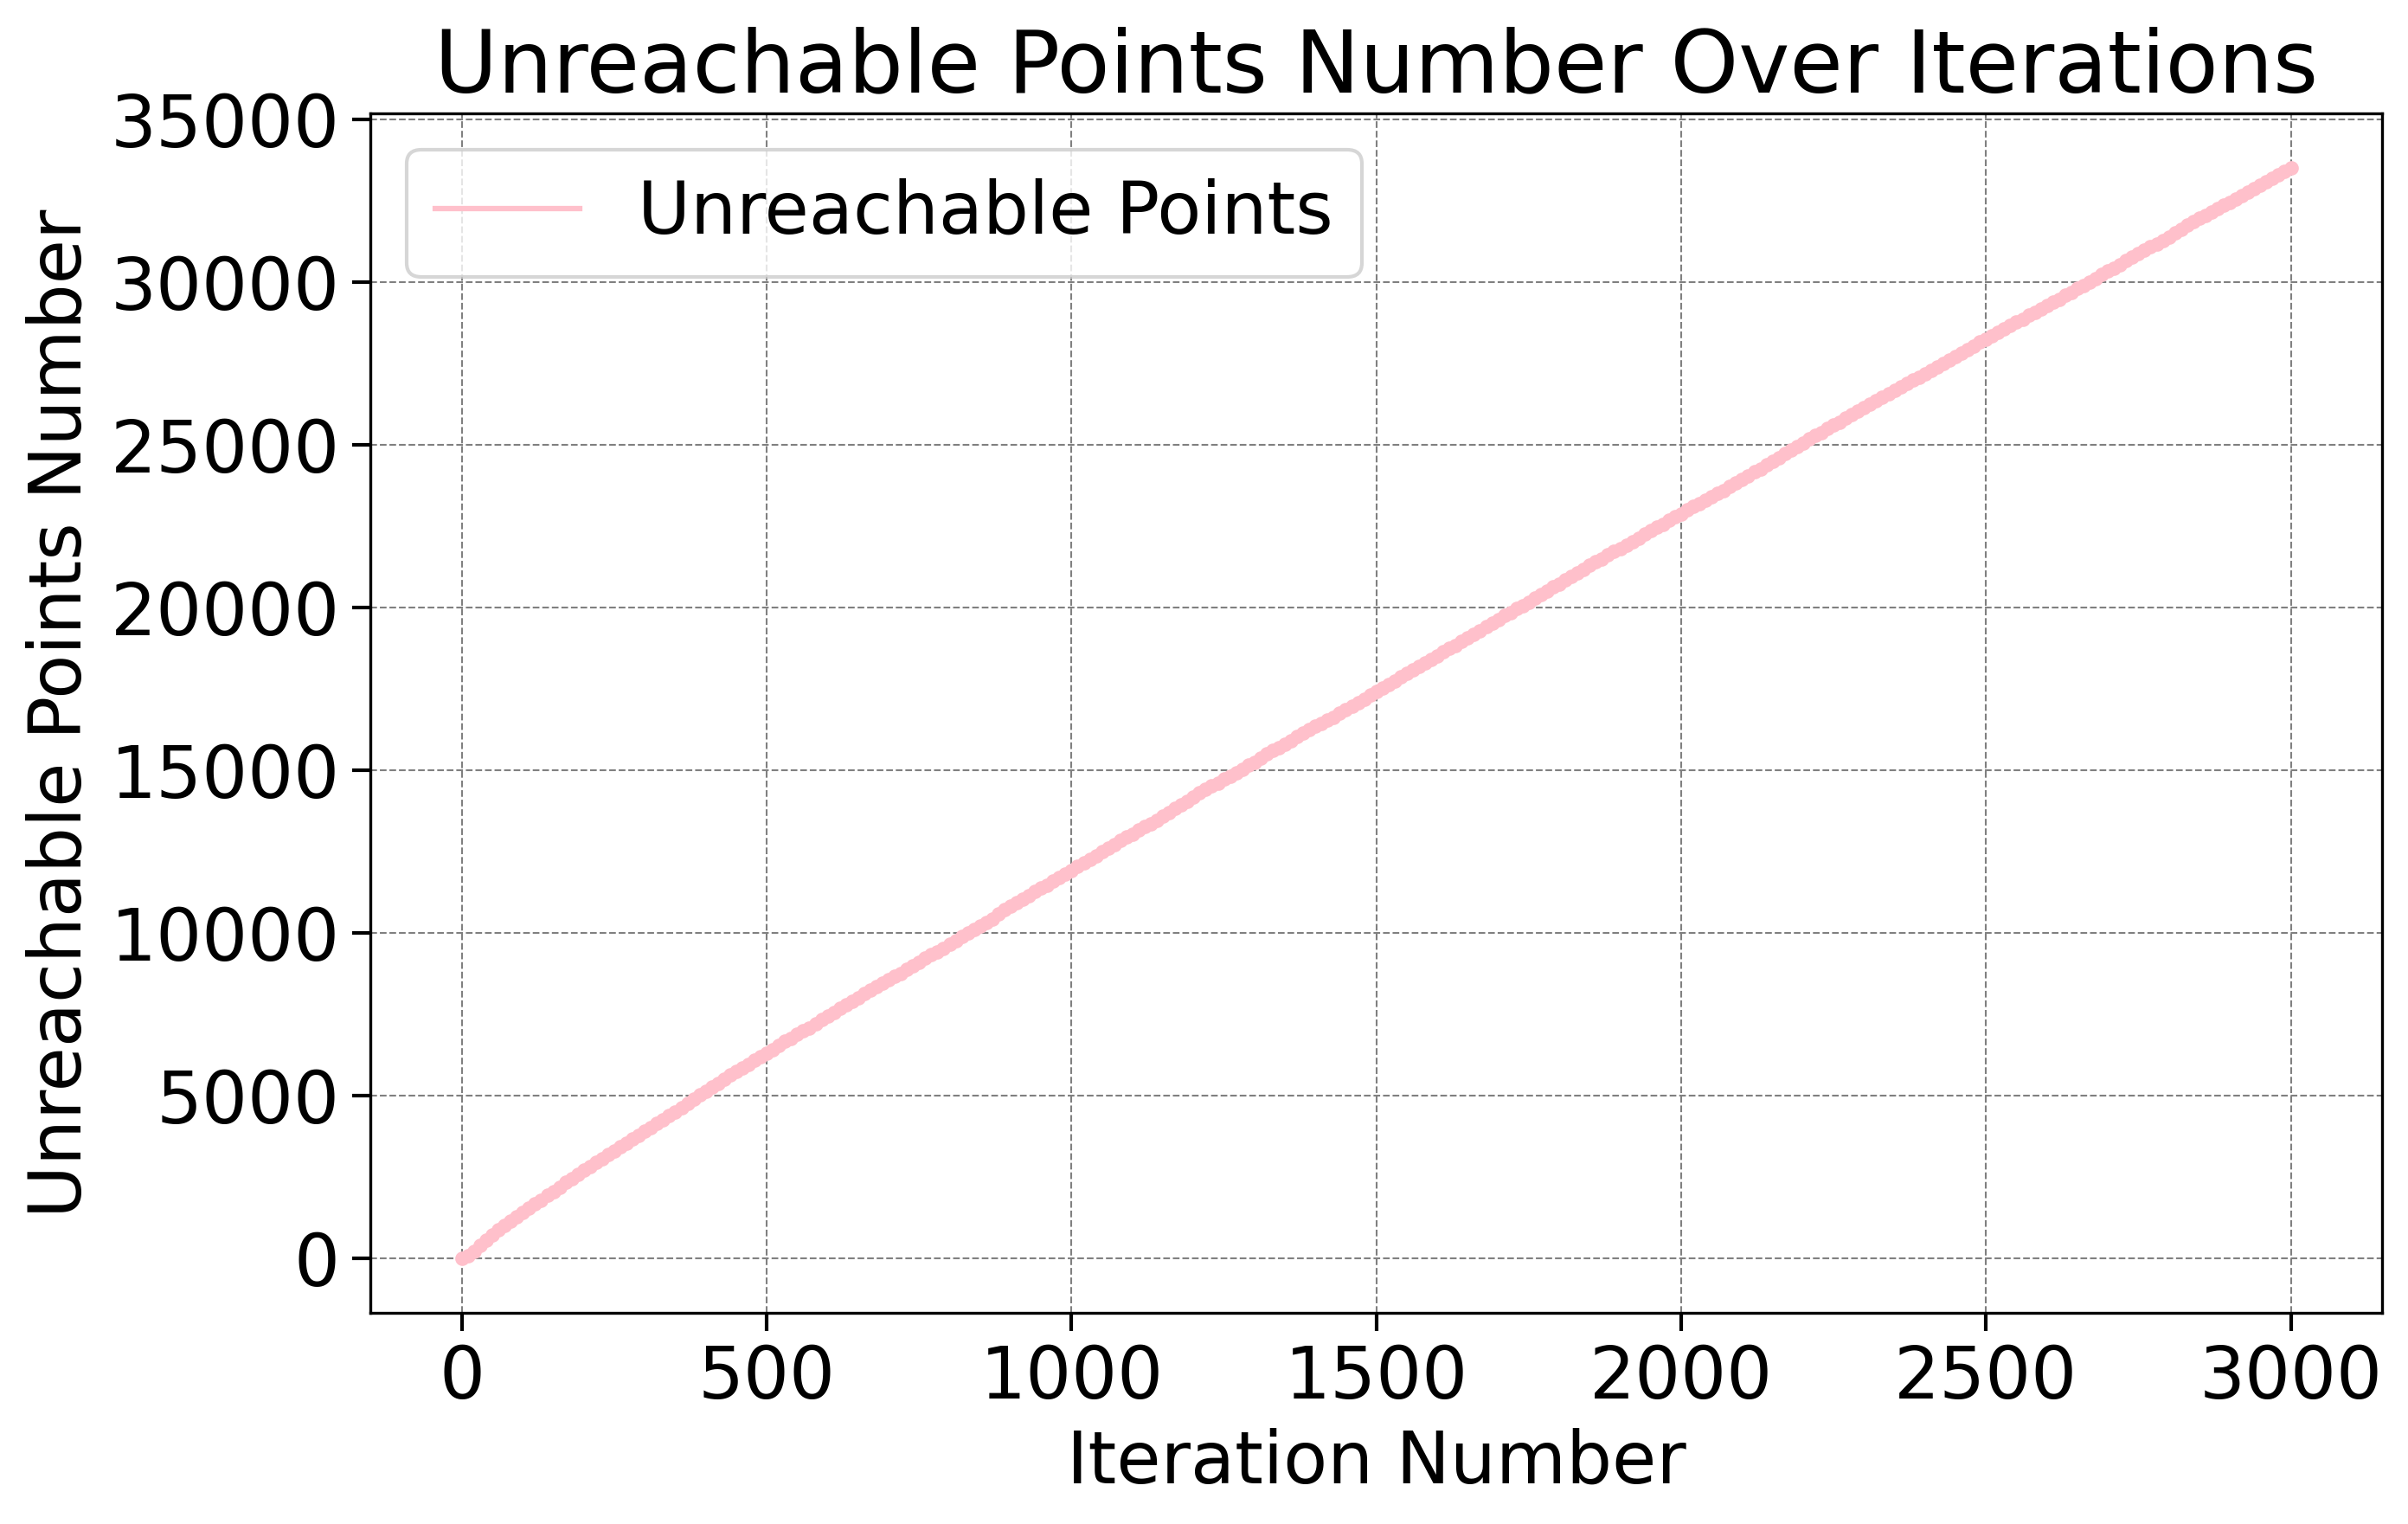 Unreachable Points Number Over Iterations
Unreachable Points Number
35000
30000
25000
20000
15000
10000
5000
0
Unreachable Points
0 500 1000 1500 2000 2500 3000
Iteration Number